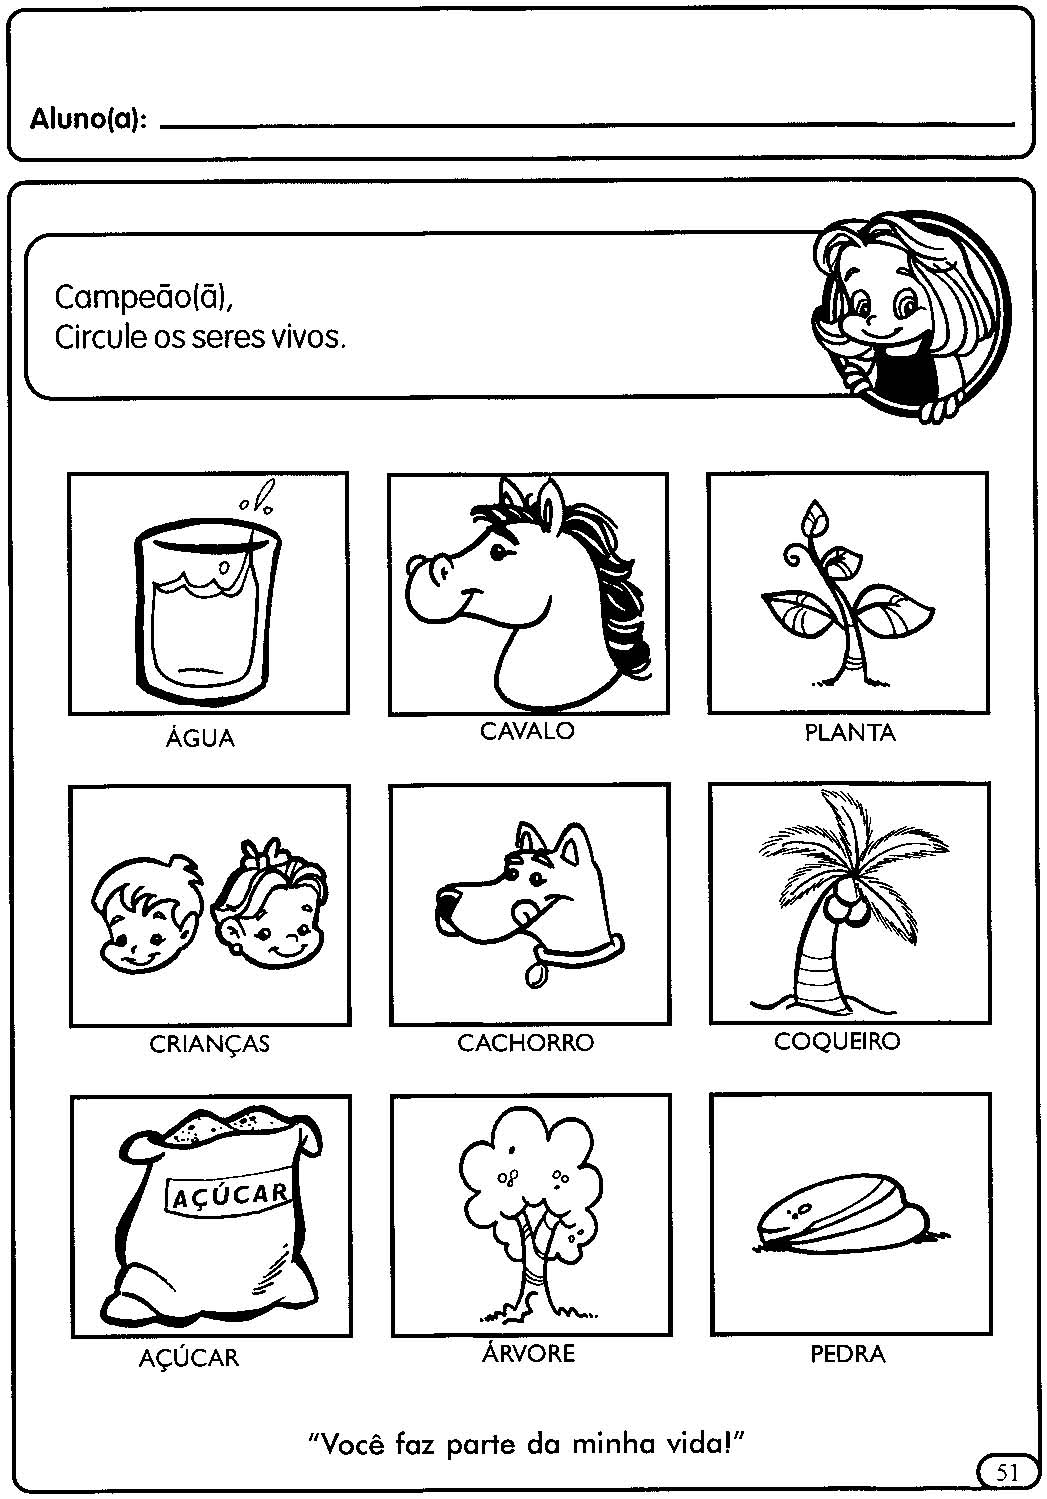 Aluno(a):
Campeão(ã),
Circule os seres vivos.
ÁGUA
CAVALO
PLANTA
CRIANÇAS
CACHORRO
COQUEIRO
AÇÚCAR
AÇÚCAR
ÁRVORE
PEDRA
"Você faz parte da minha vida!"
51